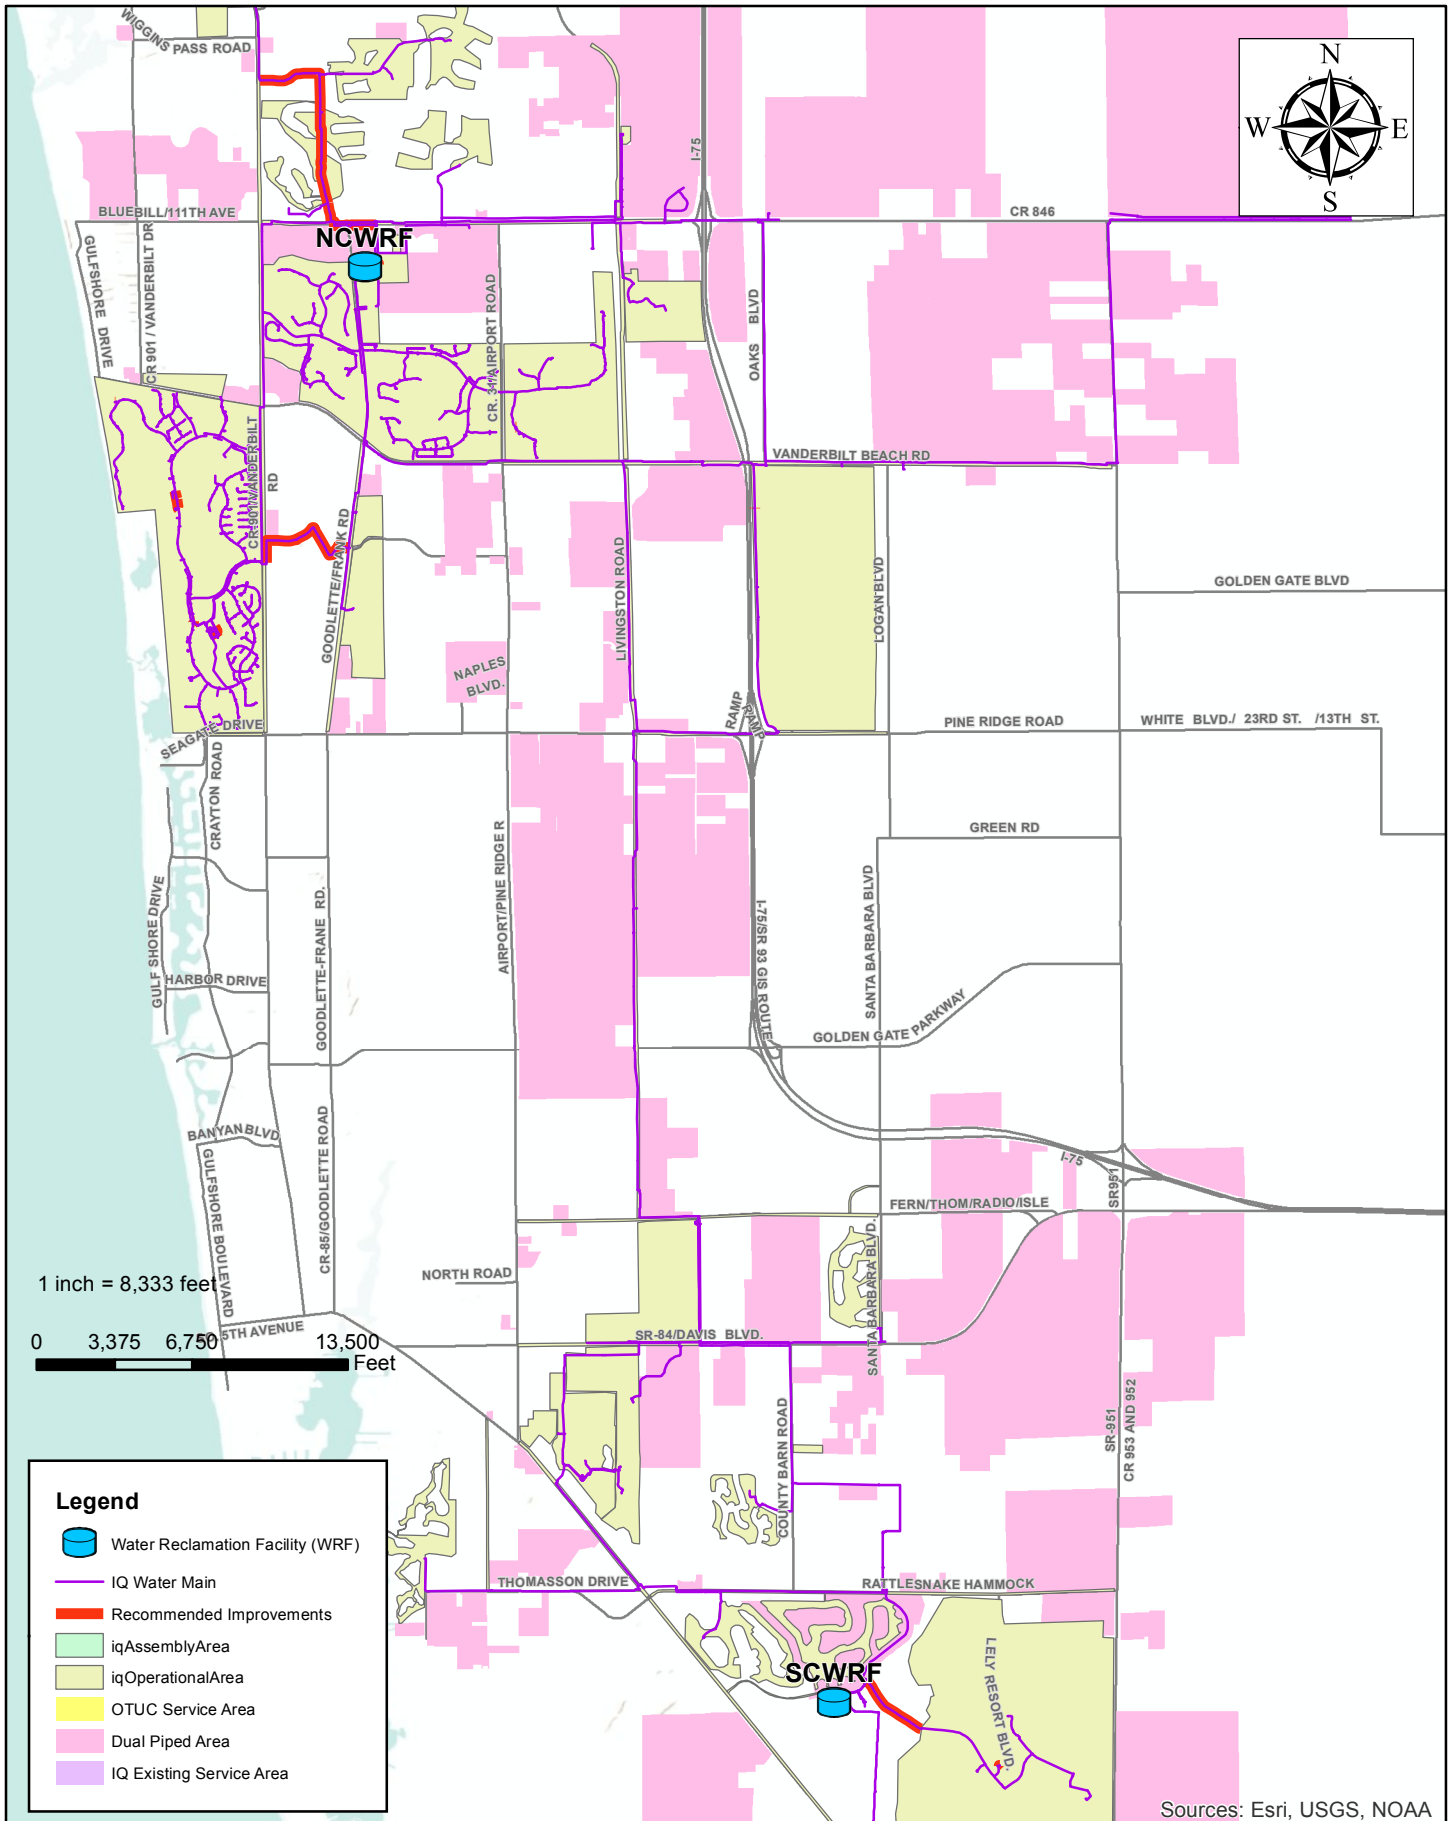 WIGGINS
PASS ROAD
N
W
E
S
I-75
BLUEBILL/111TH AVE
CR 846
NCWRF
GULFSHORE DRIVE
CR 901 / VANDERBILT DR
CR. 31/AIRPORT ROAD
OAKS BLVD
CR-901/VANDERBILT
RD
VANDERBILT BEACH RD
GOODLETTE/FRANK RD
LIVINGSTON ROAD
LOGAN BLVD
GOLDEN GATE BLVD
NAPLES
BLVD.
RAMP
RAMP
SEAGATE DRIVE
PINE RIDGE ROAD
WHITE BLVD./ 23RD ST. /13TH ST.
CRAYTON ROAD
GREEN RD
AIRPORT/PINE RIDGE R
GULF SHORE DRIVE
GOODLETTE-FRANE RD.
I-75/SR 93 GIS ROUTE
SANTA BARBARA BLVD
HARBOR DRIVE
GOLDEN GATE PARKWAY
BANYAN BLVD
GULFSHORE BOULEVARD
CR-85/GOODLETTE ROAD
I-75
SR951
FERN/THOM/RADIO/ISLE
SANTA BARBARA BLVD.
NORTH ROAD
1 inch = 8,333 feet
5TH AVENUE
SR-84/DAVIS BLVD.
0 3,375 6,750 13,500
Feet
COUNTY BARN ROAD
SR-951
CR 953 AND 952
THOMASSON DRIVE
RATTLESNAKE HAMMOCK
SCWRF
LELY RESORT BLVD.
Legend
Water Reclamation Facility (WRF)
IQ Water Main
Recommended Improvements
iqAssemblyArea
iqOperationalArea
OTUC Service Area
Dual Piped Area
IQ Existing Service Area
Sources: Esri, USGS, NOAA